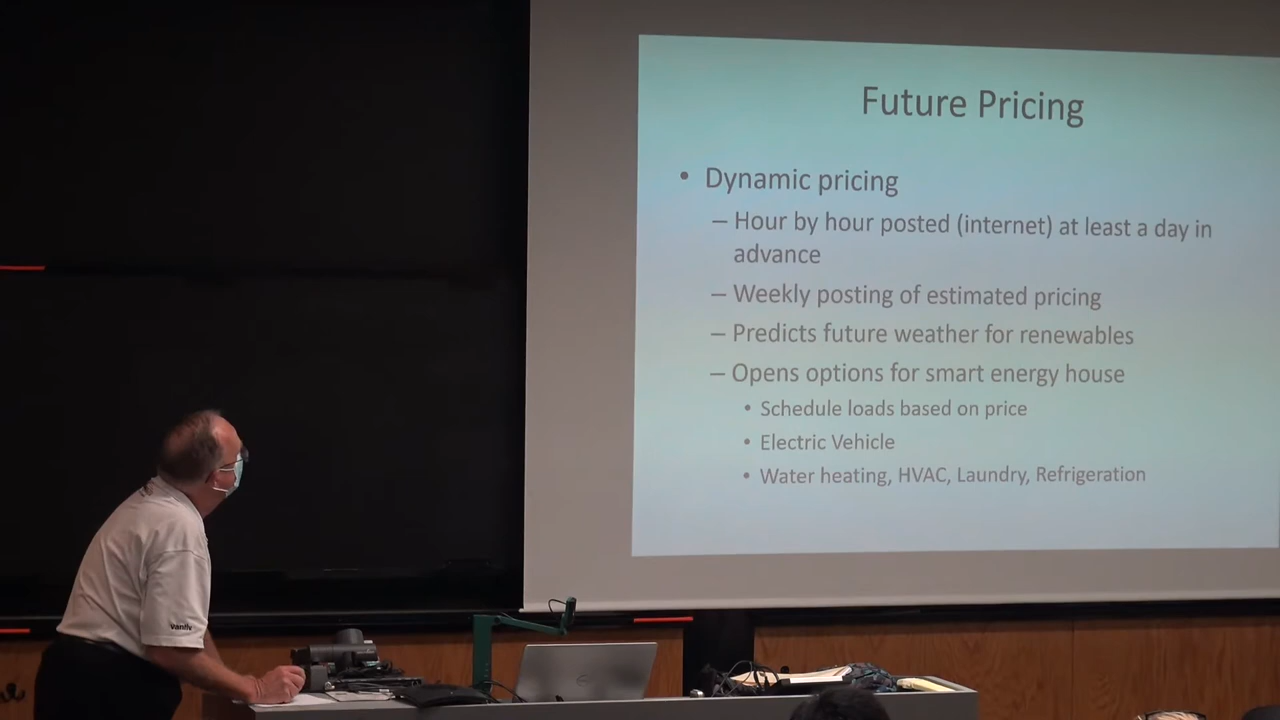 Future Pricing
• Dynamic pricing
– Hour by hour posted (internet) at least a day in
advance
– Weekly posting of estimated pricing
– Predicts future weather for renewables
– Opens options for smart energy house
• Schedule loads based on price
• Electric Vehicle
• Water heating, HVAC, Laundry, Refrigeration
vantiv
DELL